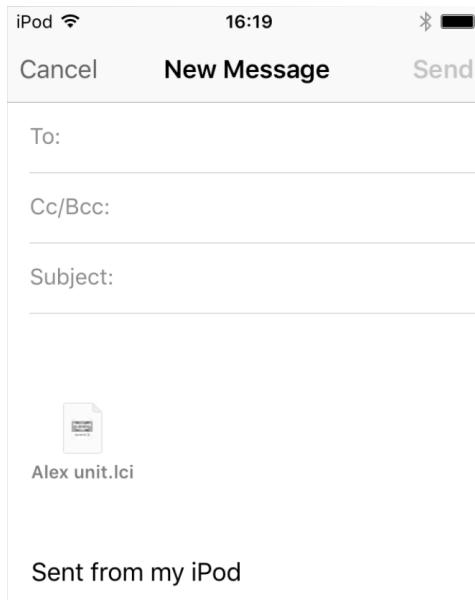 iPod 16:19
Cancel New Message Send
To:
Cc/Bcc:
Subject:
Alex unit.lci
Sent from my iPod